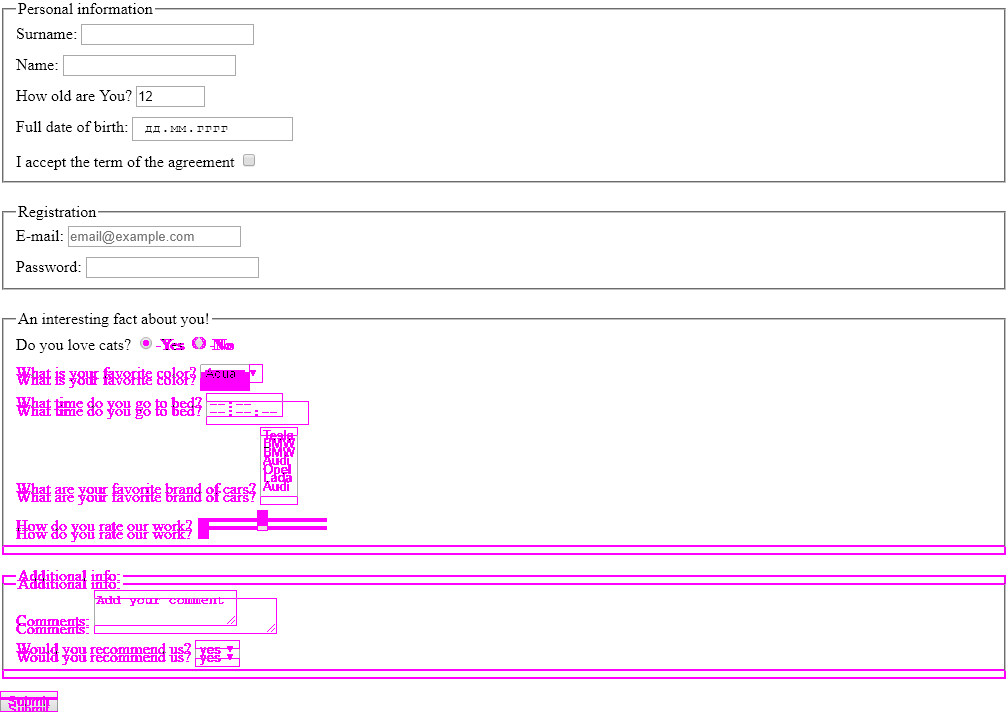 Personal information
Surname:
Name:
How old are You? 12
Full date of birth: дд.мм.гггг
I accept the term of the agreement
Registration
E-mail: email@example.com
Password:
An interesting fact about you!
Do you love cats? -Yes -No
What is your favorite color? Aqua
What is your favorite color?
What time do you go to bed? --:--
What time do you go to bed? --:--:--
BMW
BMW
Audi
Opel
Lada
Audi
What are your favorite brand of cars?
What are your favorite brand of cars?
How do you rate our work?
How do you rate our work?
Additional info:
Additional info:
Add your comment
Comments:
Comments:
Would you recommend us? yes
Would you recommend us? yes
Submit
Submit